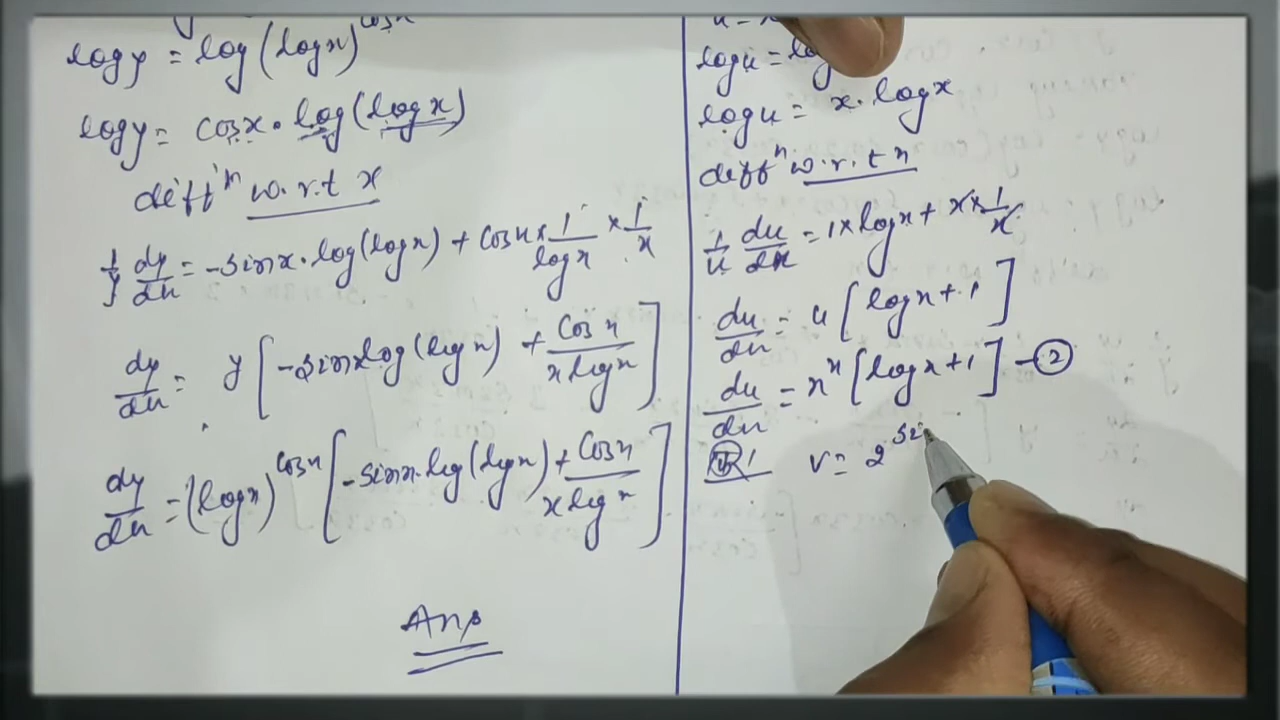 log y = log (log x)^cos x
log y = cos x · log (log x)
diffⁿ w.r.t x
1/y dy/dx = -sin x · log(log x) + cos x × 1/log x × 1/x
dy/dx = y [ -sin x log(log x) + cos x / x log x ]
dy/dx = (log x)^cos x [ -sin x · log(log x) + cos x / x log x ]
Ans
log u = log
log u = x · log x
diffⁿ w.r.t x
1/u du/dx = 1 × log x + x × 1/x
du/dx = u [ log x + 1 ]
du/dx = x^x [ log x + 1 ] - ②
v = 2^si